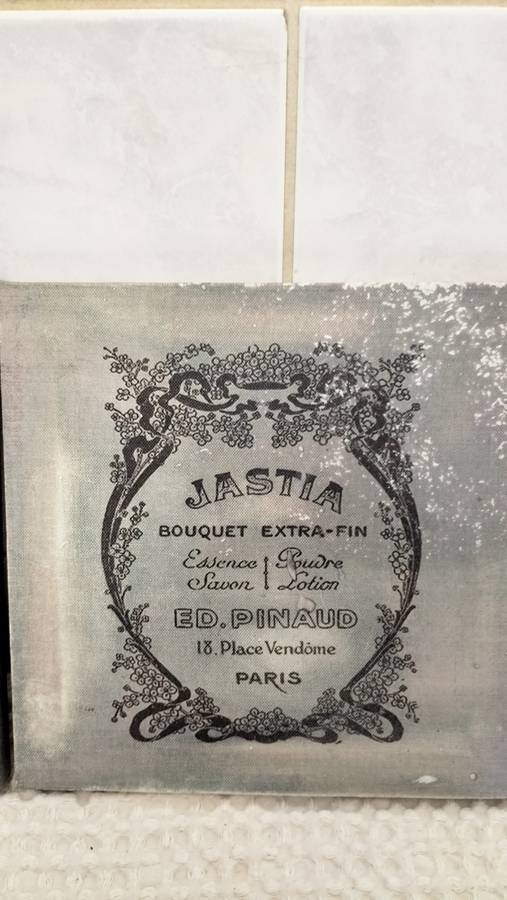 JASTIA
BOUQUET EXTRA-FIN
Essence Poudre
Savon Lotion
ED. PINAUD
18. Place Vendôme
PARIS